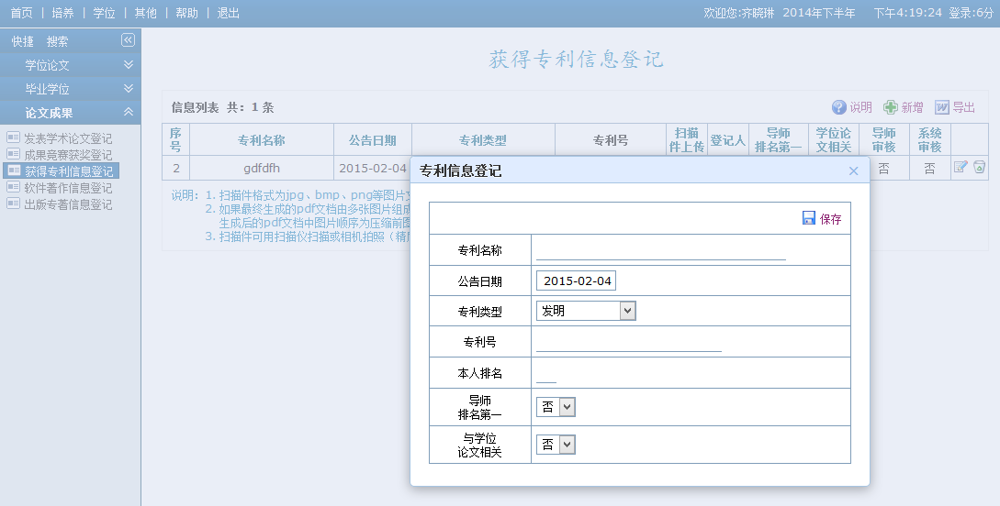 首页 | 培养 | 学位 | 其他 | 帮助 | 退出
欢迎您:齐晓琳 2014年下半年 下午4:19:24 登录:6分
快捷 搜索
学位论文
毕业学位
论文成果
发表学术论文登记
成果竞赛获奖登记
获得专利信息登记
软件著作信息登记
出版专著信息登记
获得专利信息登记
信息列表 共: 1 条
说明 新增 导出
序号 专利名称 公告日期 专利类型 专利号 扫描件上传 登记人 导师排名第一 学位论文相关 导师审核 系统审核
2 gdfdfh 2015-02-04 否 否
说明: 1. 扫描件格式为jpg、bmp、png等图片文
2. 如果最终生成的pdf文档由多张图片组成
生成后的pdf文档中图片顺序为压缩前图
3. 扫描件可用扫描仪扫描或相机拍照（精度
专利信息登记
保存
专利名称
公告日期 2015-02-04
专利类型 发明
专利号
本人排名
导师
排名第一 否
与学位
论文相关 否